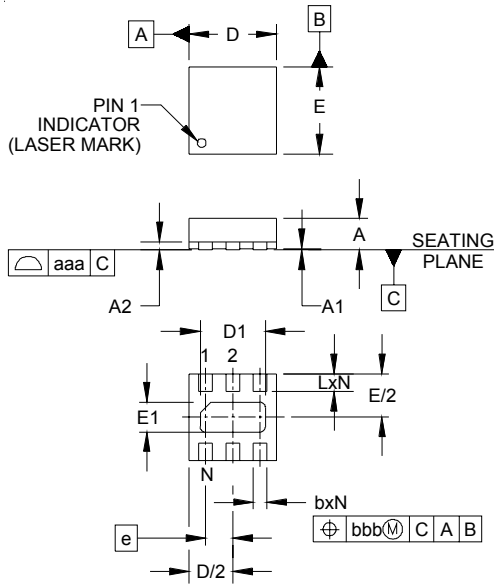 A
D
B
PIN 1
INDICATOR
(LASER MARK)
E
A
SEATING
PLANE
aaa C
A2
A1
C
D1
1 2
LxN
E/2
E1
N
bxN
e
bbb M C A B
D/2